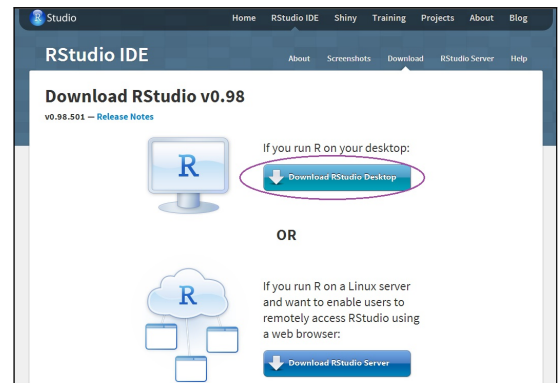 R Studio
Home RStudio IDE Shiny Training Projects About Blog
RStudio IDE
About Screenshots Download RStudio Server Help
Download RStudio v0.98
v0.98.501 — Release Notes
R
If you run R on your desktop:
Download RStudio Desktop
OR
R
If you run R on a Linux server
and want to enable users to
remotely access RStudio using
a web browser:
Download RStudio Server